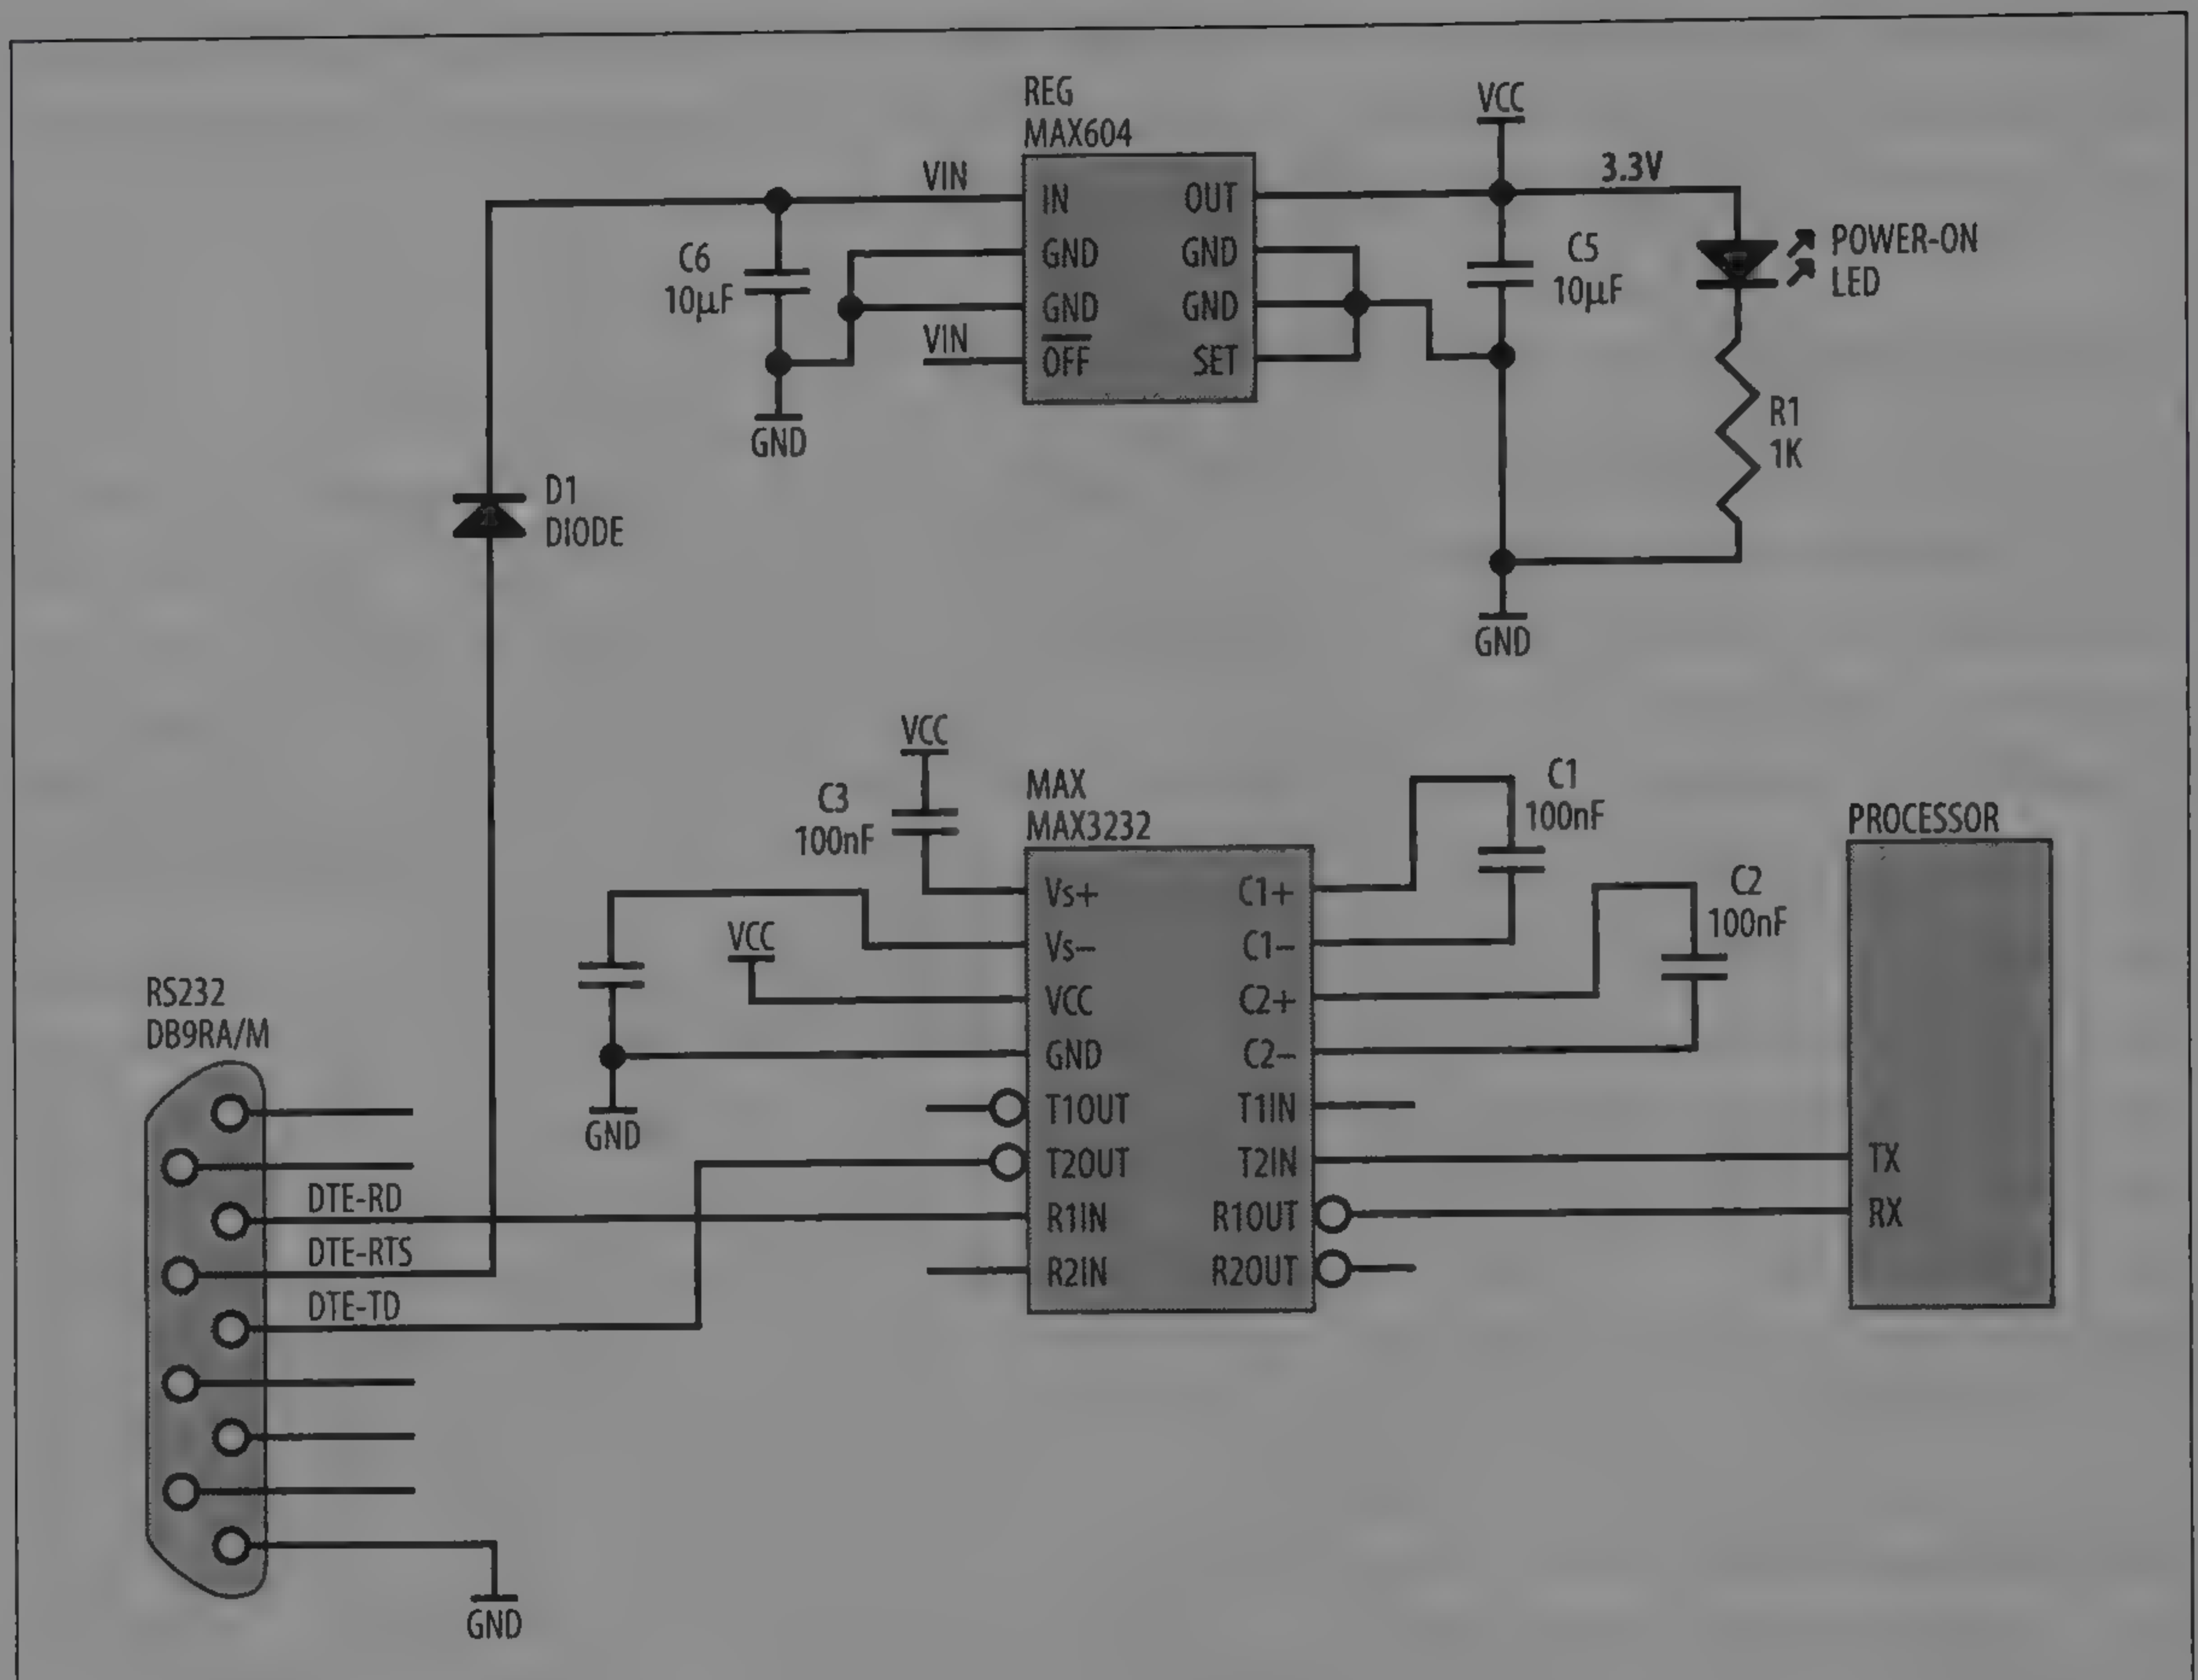 REG
MAX604
VCC
3.3V
VIN
IN
OUT
GND
GND
GND
GND
VIN
OFF
SET
C6
10µF
GND
C5
10µF
POWER-ON
LED
R1
1K
GND
D1
DIODE
VCC
C3
100nF
MAX
MAX3232
C1
100nF
C2
100nF
PROCESSOR
VCC
Vs+
C1+
Vs−
C1−
VCC
C2+
GND
C2−
T1OUT
T1IN
T2OUT
T2IN
R1IN
R1OUT
R2IN
R2OUT
TX
RX
GND
RS232
DB9RA/M
DTE-RD
DTE-RTS
DTE-TD
GND